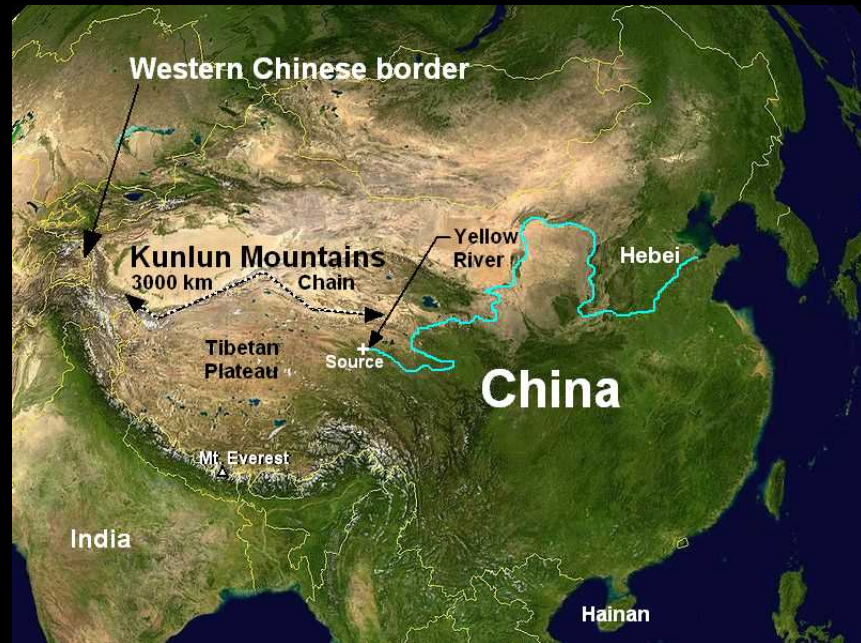 Western Chinese border
Kunlun Mountains
3000 km Chain
Yellow
River
Hebei
Tibetan
Plateau
Source
China
Mt. Everest
India
Hainan